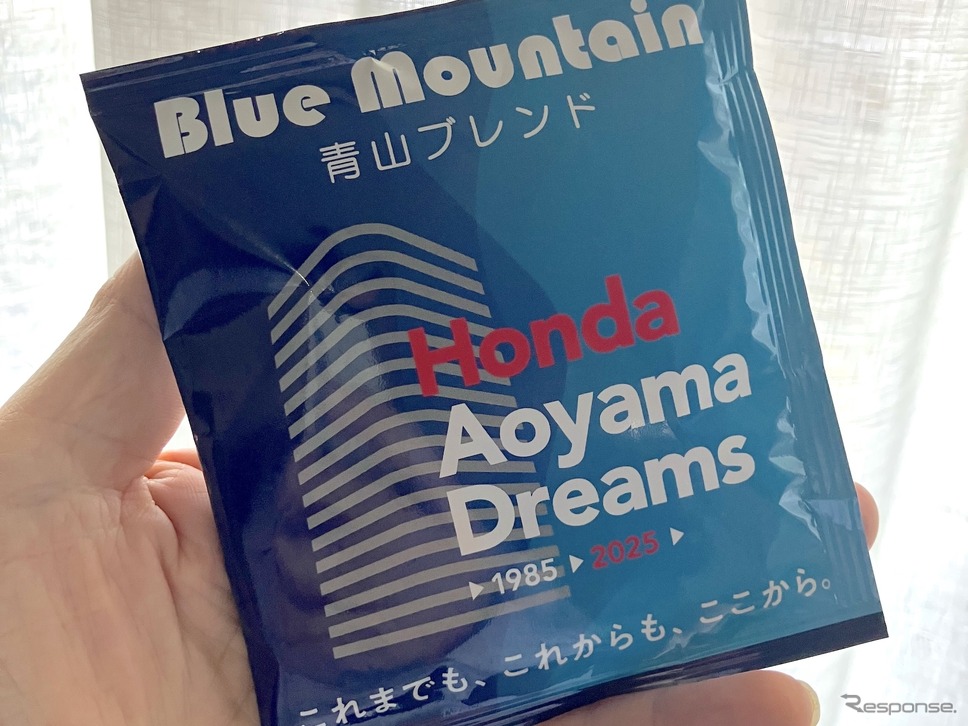 Blue Mountain
青山ブレンド
Honda
Aoyama
Dreams
▶1985▶2025▶
これまでも、これからも、ここから。
Response.